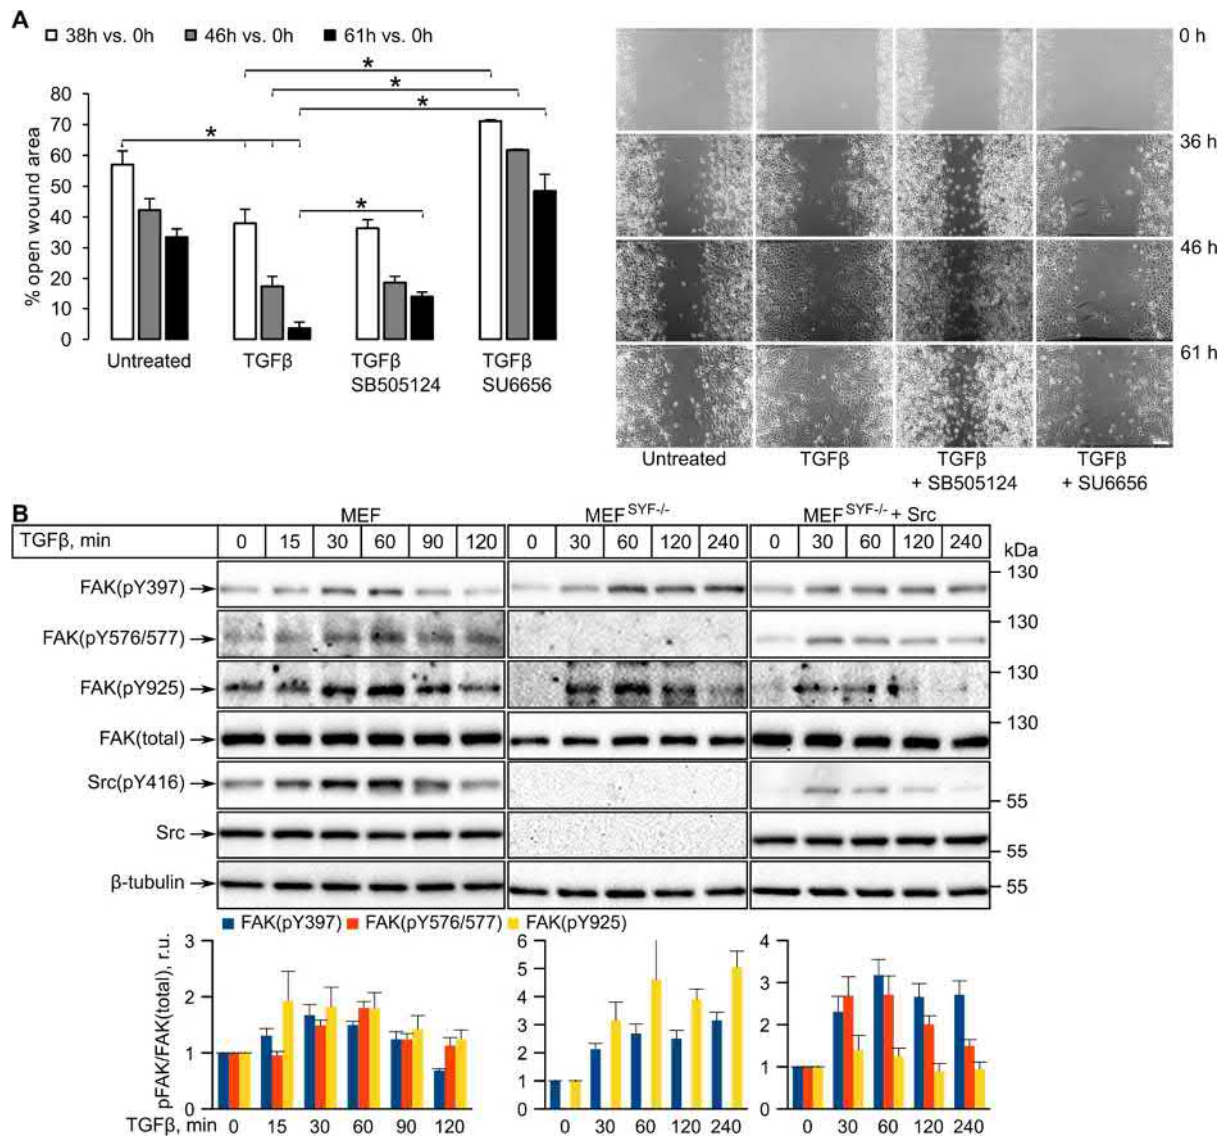 A
38h vs. 0h 46h vs. 0h 61h vs. 0h
% open wound area
80
70
60
50
40
30
20
10
0
* * * * *
Untreated TGFβ TGFβ SB505124 TGFβ SU6656
0 h
36 h
46 h
61 h
Untreated TGFβ TGFβ TGFβ
+ SB505124 + SU6656
B
MEF MEF SYF-/- MEF SYF-/- + Src
TGFβ, min 0 15 30 60 90 120 0 30 60 120 240 0 30 60 120 240 kDa
FAK(pY397) 130
FAK(pY576/577) 130
FAK(pY925) 130
FAK(total) 130
Src(pY416) 55
Src 55
β-tubulin 55
FAK(pY397) FAK(pY576/577) FAK(pY925)
pFAK/FAK(total), r.u.
3 2 1 0
6 5 4 3 2 1 0
4 3 2 1 0
TGFβ, min 0 15 30 60 90 120 0 30 60 120 240 0 30 60 120 240